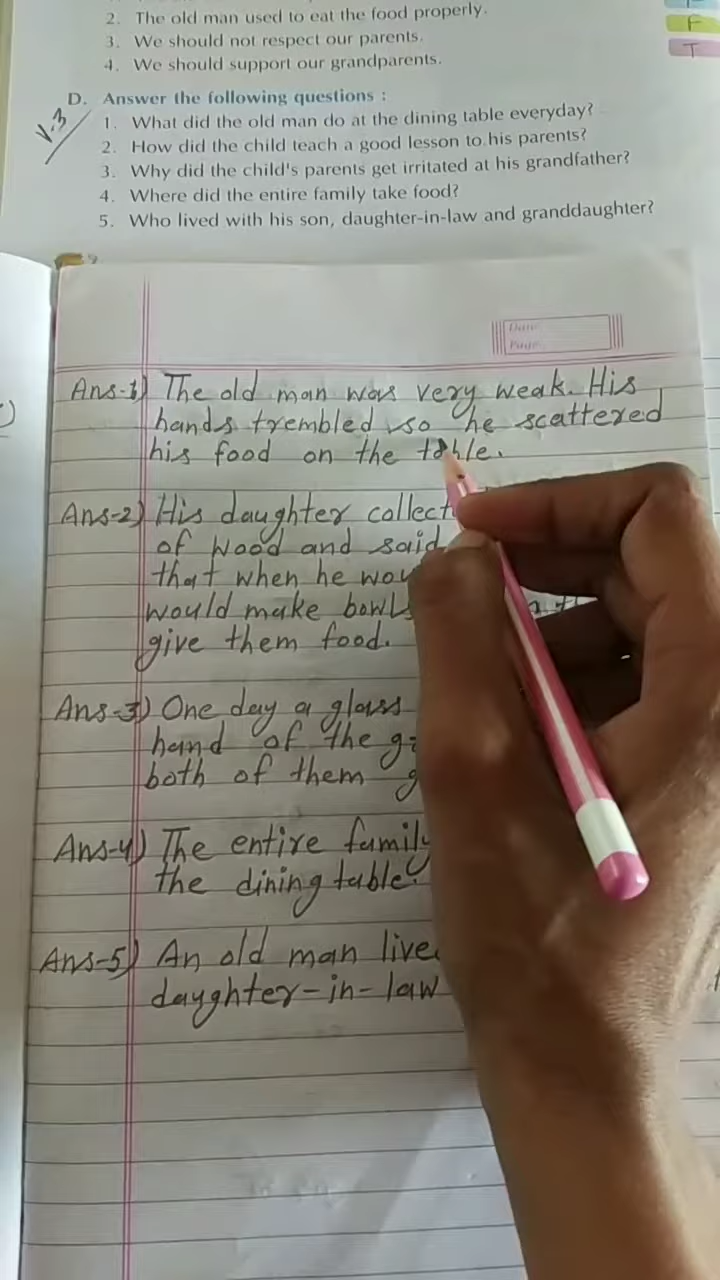 2. The old man used to eat the food properly.
3. We should not respect our parents.
4. We should support our grandparents.
F
T
D. Answer the following questions :
V.3
1. What did the old man do at the dining table everyday?
2. How did the child teach a good lesson to his parents?
3. Why did the child's parents get irritated at his grandfather?
4. Where did the entire family take food?
5. Who lived with his son, daughter-in-law and granddaughter?
Date
Page
Ans-1) The old man was very weak. His
hands trembled so he scattered
his food on the table.
Ans-2) His daughter collect
of wood and said
that when he wou
would make bowls
give them food.
Ans-3) One day a glass
hand of the g
both of them g
Ans-4) The entire family
the dining table.
Ans-5) An old man live
dayghter-in-law